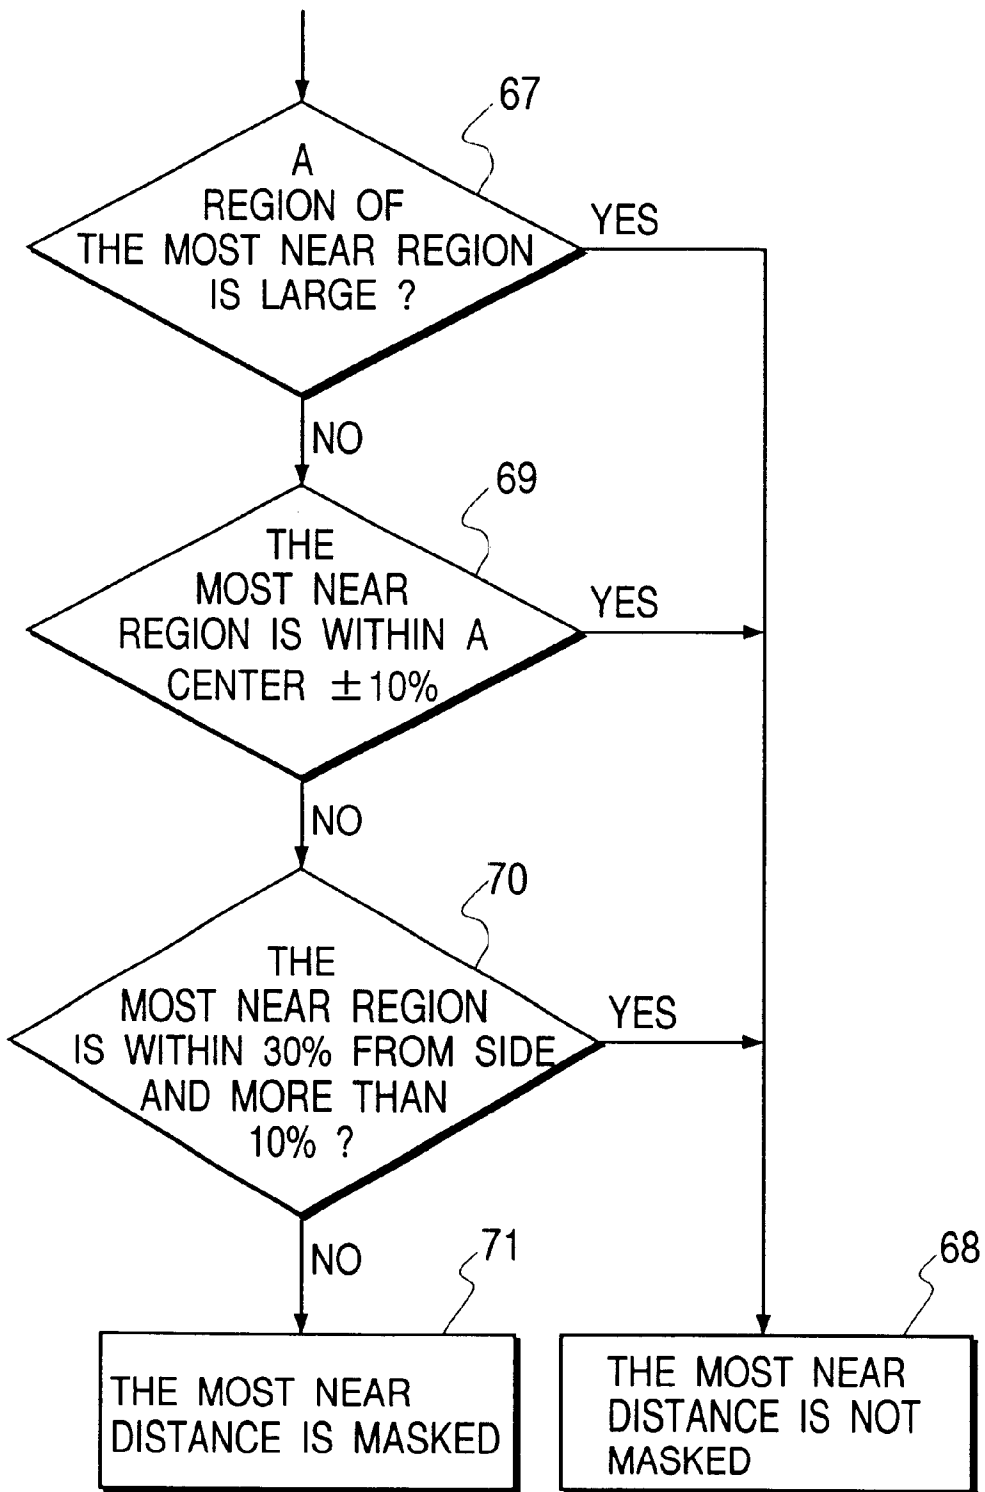 67
A
REGION OF
THE MOST NEAR REGION
IS LARGE ?
YES
NO
69
THE
MOST NEAR
REGION IS WITHIN A
CENTER ±10%
YES
NO
70
THE
MOST NEAR REGION
IS WITHIN 30% FROM SIDE
AND MORE THAN
10% ?
YES
NO
71
THE MOST NEAR
DISTANCE IS MASKED
68
THE MOST NEAR
DISTANCE IS NOT
MASKED